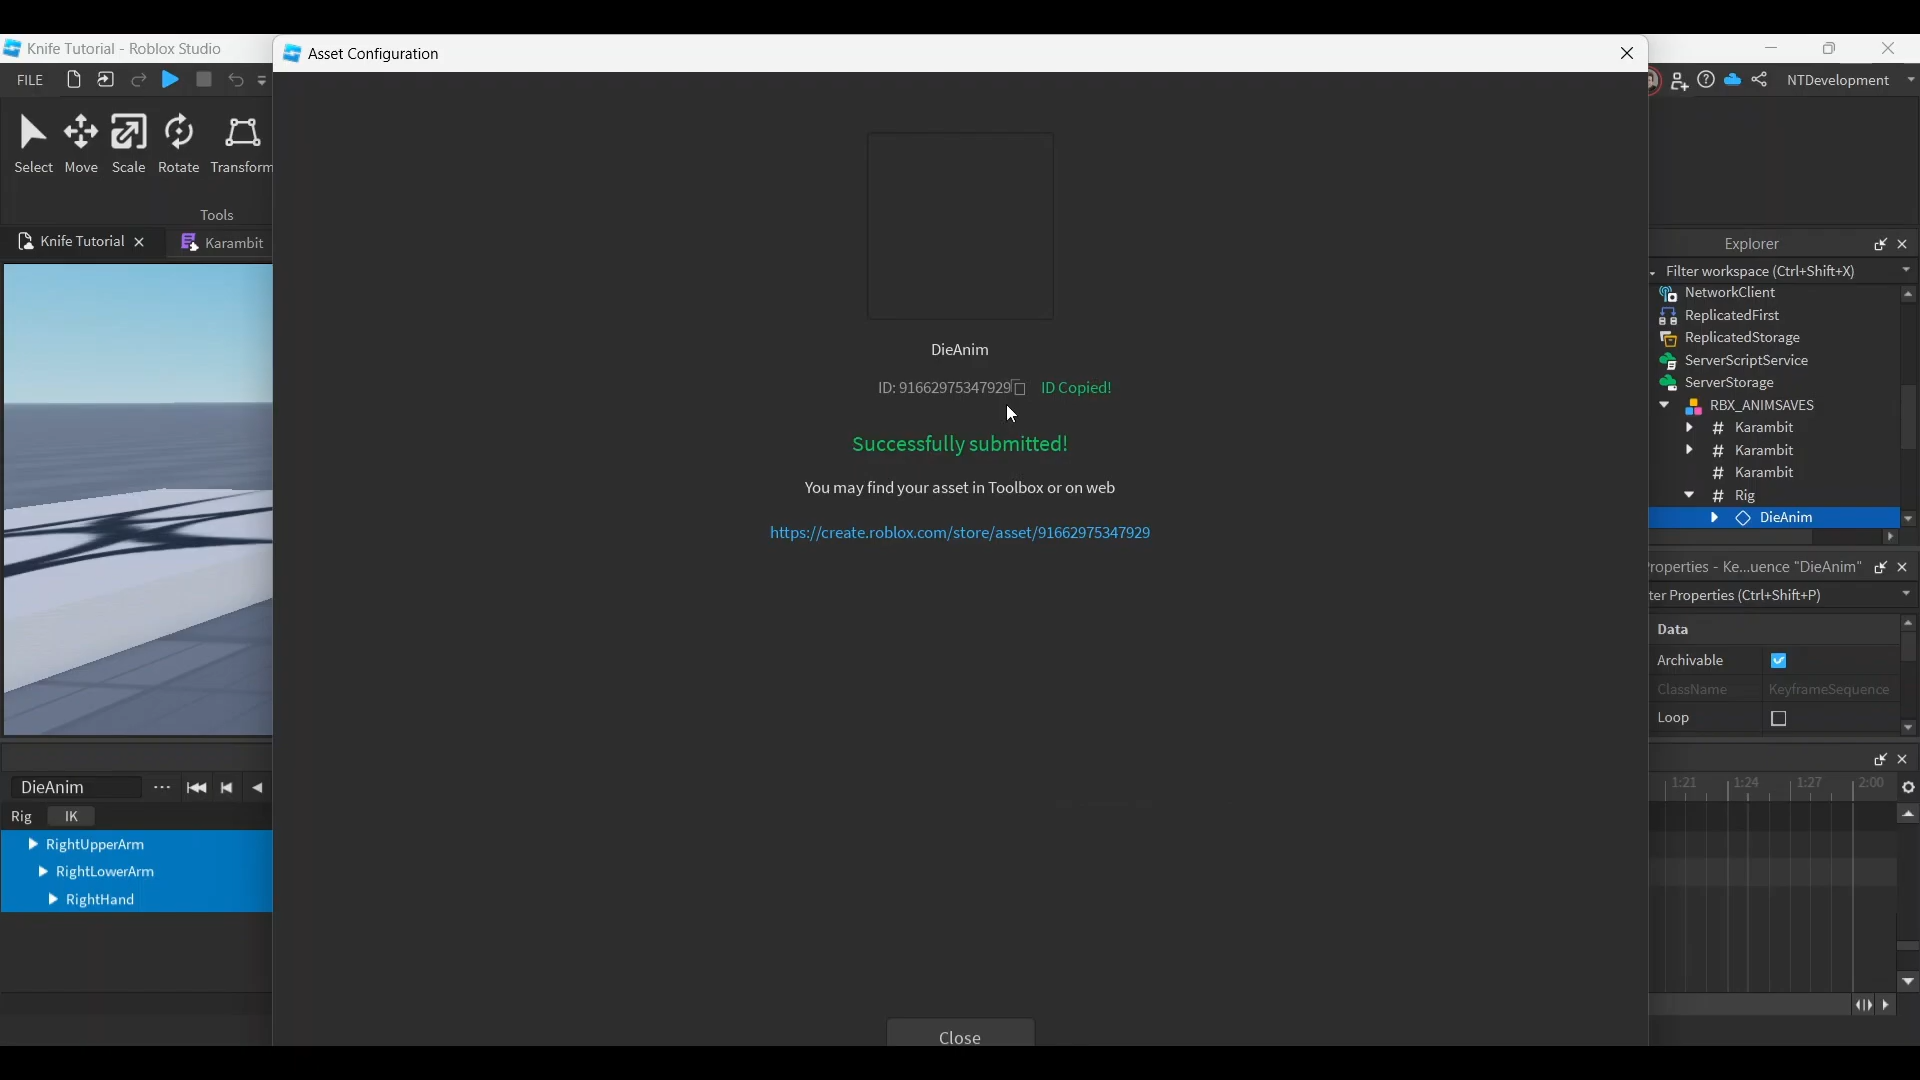 Knife Tutorial - Roblox Studio
Asset Configuration
FILE
NTDevelopment
Select
Move
Scale
Rotate
Transform
Tools
Knife Tutorial
Karambit
DieAnim
ID: 91662975347929
ID Copied!
Successfully submitted!
You may find your asset in Toolbox or on web
https://create.roblox.com/store/asset/91662975347929
Close
Explorer
Filter workspace (Ctrl+Shift+X)
NetworkClient
ReplicatedFirst
ReplicatedStorage
ServerScriptService
ServerStorage
RBX_ANIMSAVES
# Karambit
# Karambit
# Karambit
# Rig
DieAnim
roperties - Ke...uence "DieAnim"
ter Properties (Ctrl+Shift+P)
Data
Archivable
ClassName KeyframeSequence
Loop
DieAnim
Rig
IK
RightUpperArm
RightLowerArm
RightHand
1:21
1:24
1:27
2:00